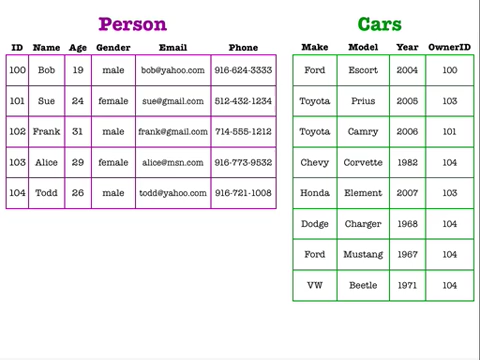 Person
ID Name Age Gender Email Phone
100 Bob 19 male bob@yahoo.com 916-624-3333
101 Sue 24 female sue@gmail.com 512-432-1234
102 Frank 31 male frank@gmail.com 714-555-1212
103 Alice 29 female alice@msn.com 916-773-9532
104 Todd 26 male todd@yahoo.com 916-721-1008
Cars
Make Model Year OwnerID
Ford Escort 2004 100
Toyota Prius 2005 103
Toyota Camry 2006 101
Chevy Corvette 1982 104
Honda Element 2007 103
Dodge Charger 1968 104
Ford Mustang 1967 104
VW Beetle 1971 104